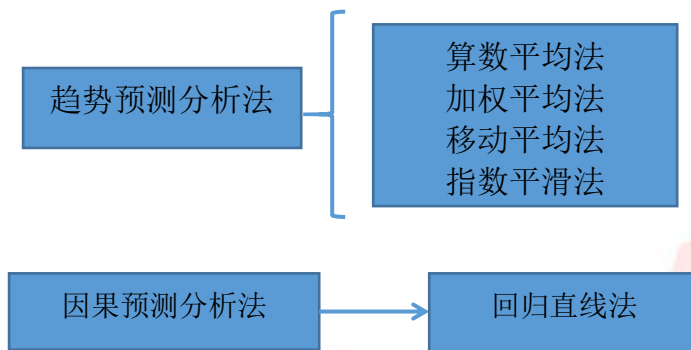 趋势预测分析法
算数平均法
加权平均法
移动平均法
指数平滑法
因果预测分析法
回归直线法